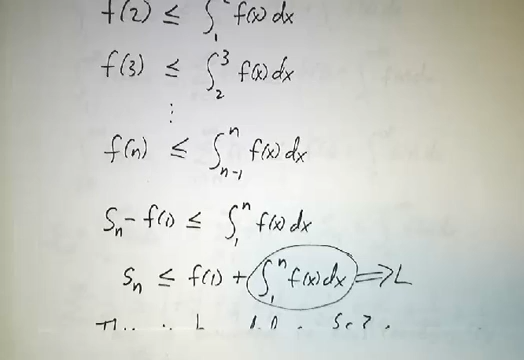 f(2) ≤ ∫₁ f(x)dx
f(3) ≤ ∫₂³ f(x)dx
⋮
f(n) ≤ ∫ₙ₋₁ⁿ f(x)dx
Sₙ - f(1) ≤ ∫₁ⁿ f(x)dx
Sₙ ≤ f(1) + ∫₁ⁿ f(x)dx ⇒ L